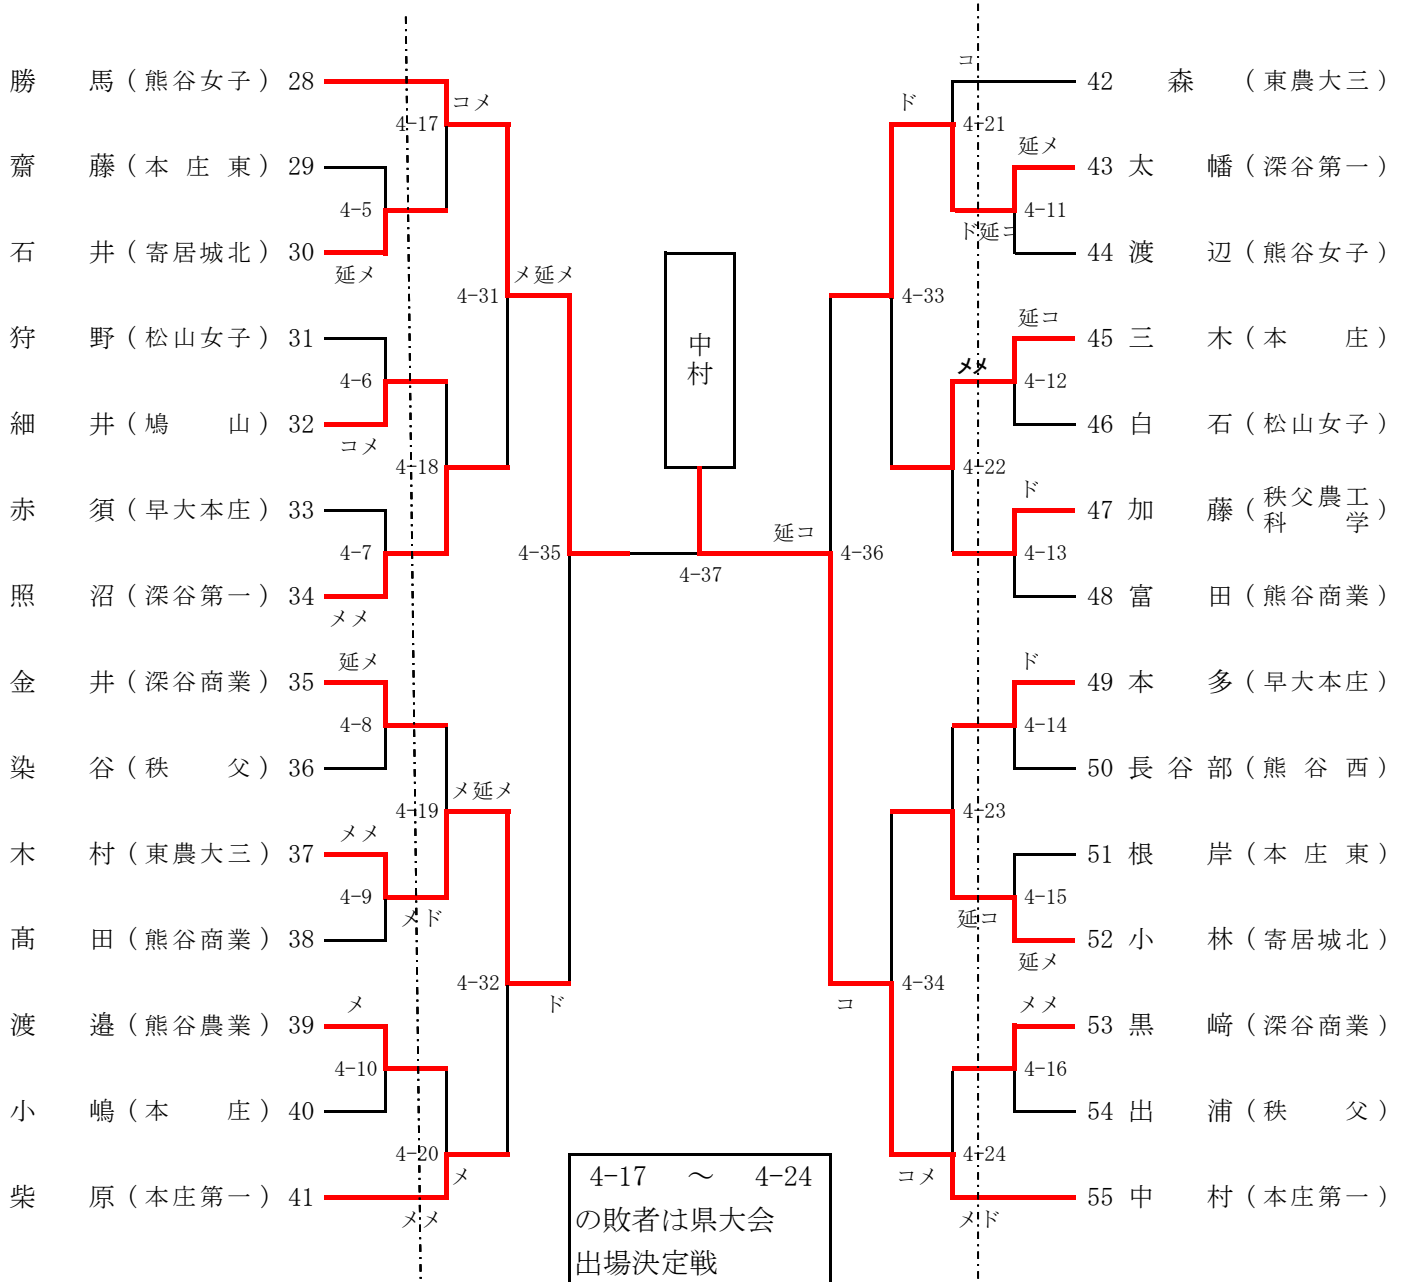 勝 馬（熊谷女子）28
齋 藤（本 庄 東）29
石 井（寄居城北）30
狩 野（松山女子）31
細 井（鳩 山）32
赤 須（早大本庄）33
照 沼（深谷第一）34
金 井（深谷商業）35
染 谷（秩 父）36
木 村（東農大三）37
髙 田（熊谷商業）38
渡 邉（熊谷農業）39
小 嶋（本 庄）40
柴 原（本庄第一）41
延メ
コメ
メメ
延メ
メメ
メ
4-5
4-6
4-7
4-8
4-9
4-10
コメ
4-17
4-18
4-19
メド
4-20
メメ
メ延メ
4-31
メ延メ
4-32
メ
4-35
ド
中村
4-37
延コ
4-36
コ
ド
4-33
4-34
コメ
コ
4-21
ド延コ
メメ
4-22
4-23
延コ
4-24
メド
延メ
4-11
延コ
4-12
ド
4-13
ド
4-14
4-15
延メ
メメ
4-16
42 森 （東農大三）
43 太 幡（深谷第一）
44 渡 辺（熊谷女子）
45 三 木（本 庄）
46 白 石（松山女子）
47 加 藤（秩父農工
科 学）
48 富 田（熊谷商業）
49 本 多（早大本庄）
50 長 谷 部（熊 谷 西）
51 根 岸（本 庄 東）
52 小 林（寄居城北）
53 黒 﨑（深谷商業）
54 出 浦（秩 父）
55 中 村（本庄第一）
4-17 ～ 4-24
の敗者は県大会
出場決定戦